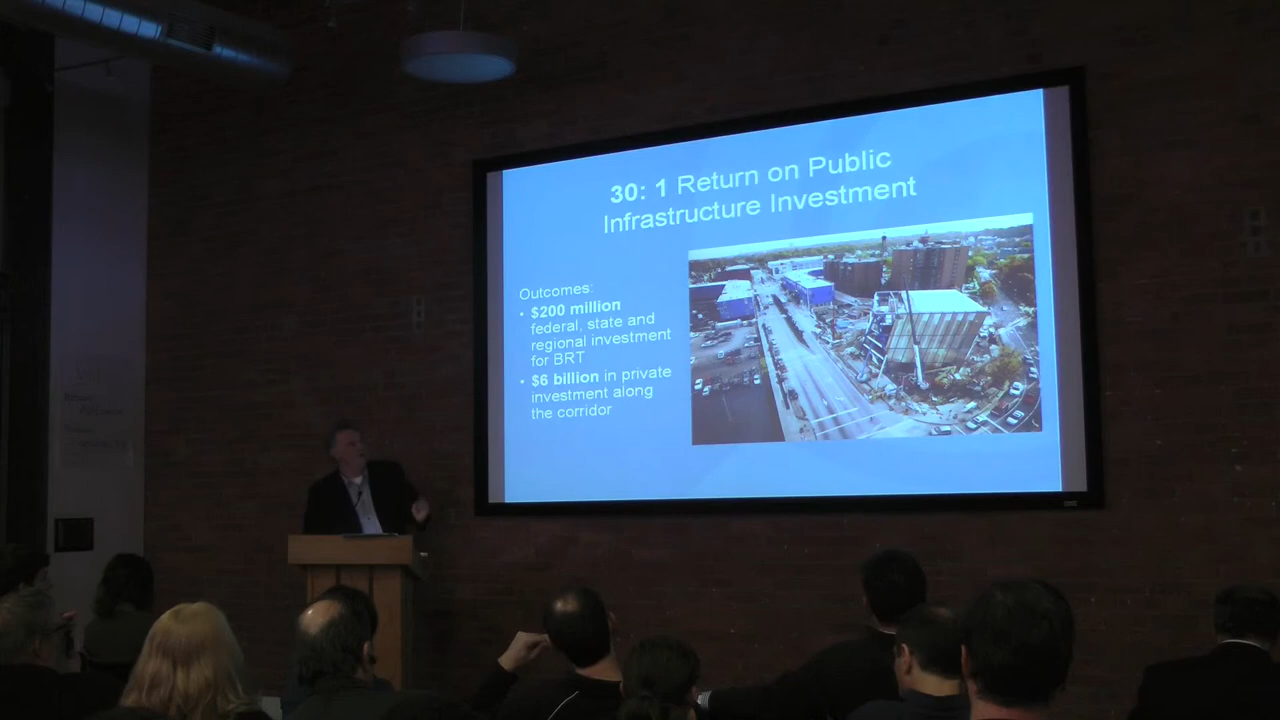 30: 1 Return on Public
Infrastructure Investment
Outcomes:
• $200 million
federal, state and
regional investment
for BRT
• $6 billion in private
investment along
the corridor